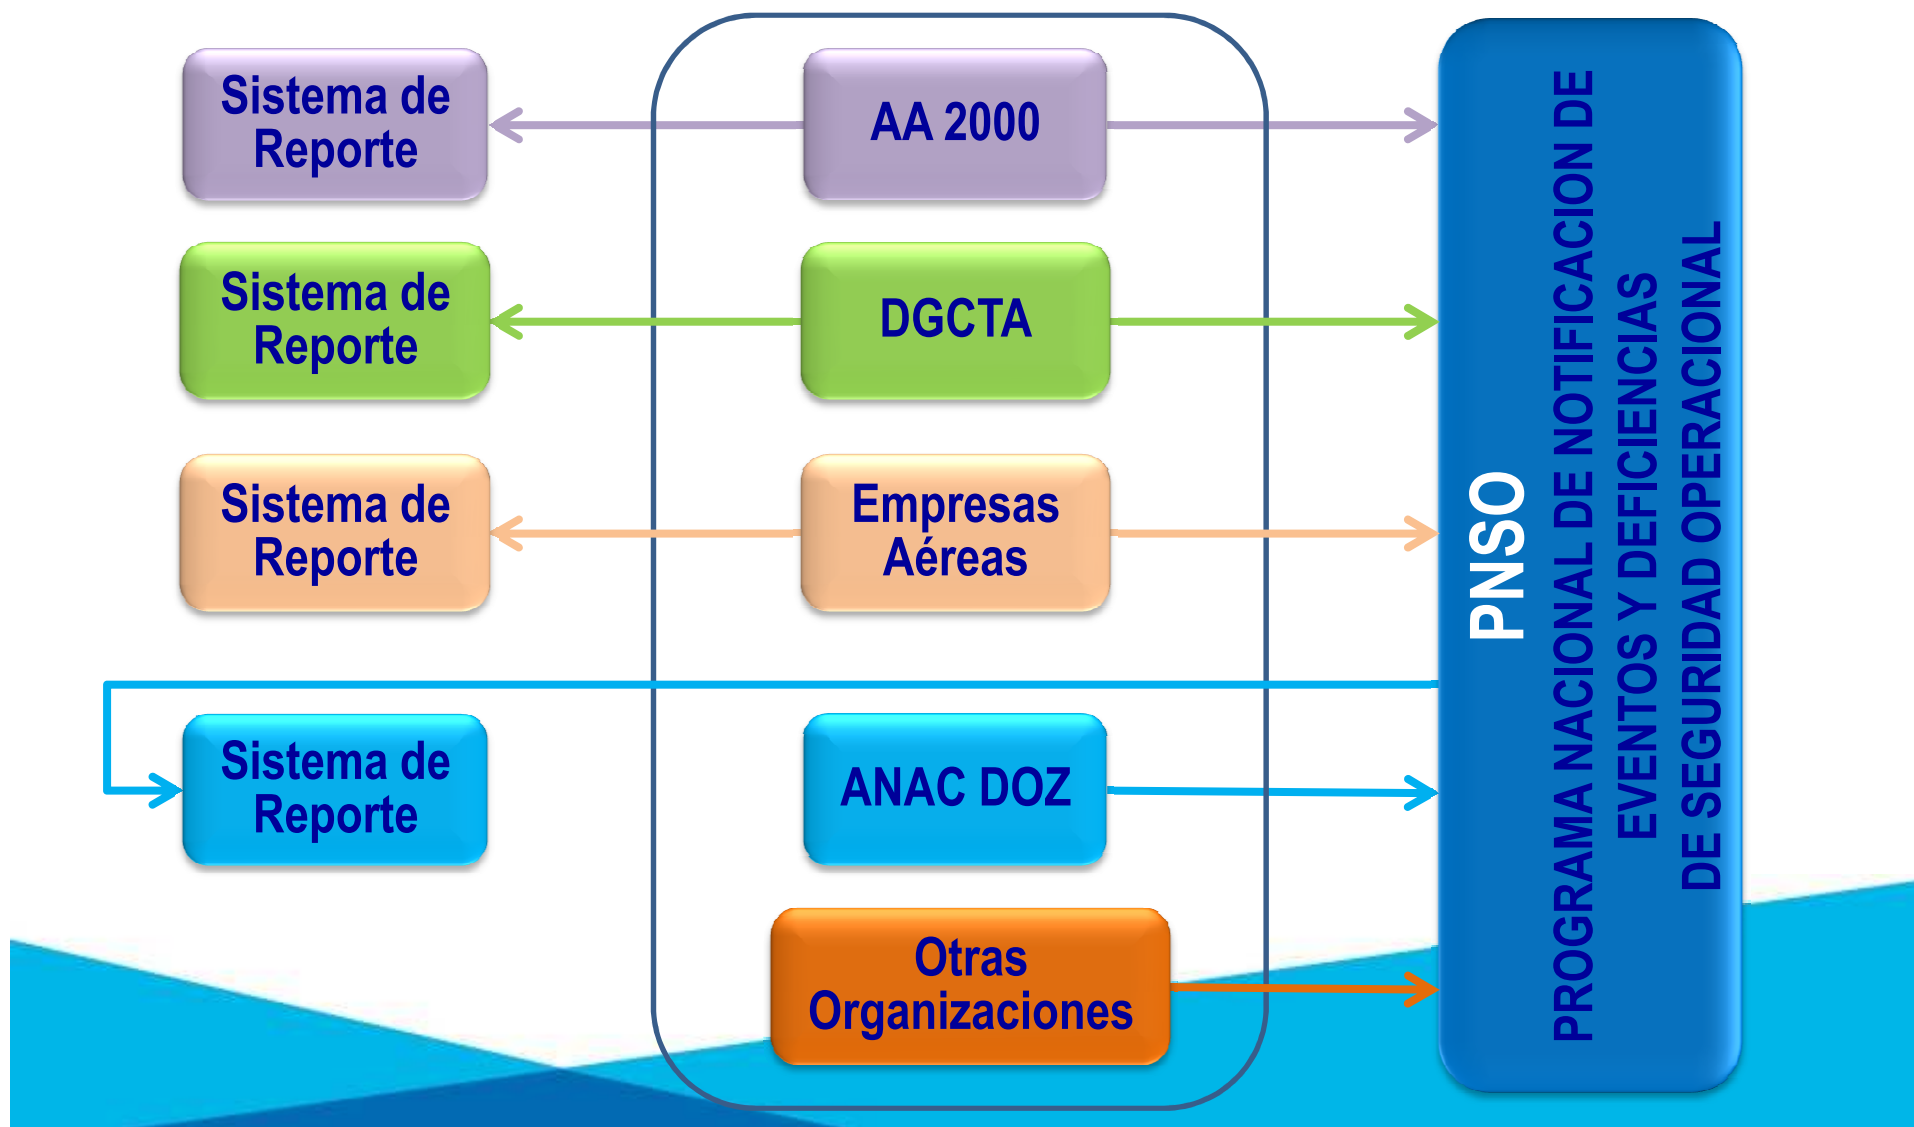 Sistema de
Reporte
AA 2000
Sistema de
Reporte
DGCTA
Sistema de
Reporte
Empresas
Aéreas
Sistema de
Reporte
ANAC DOZ
Otras
Organizaciones
PNSO
PROGRAMA NACIONAL DE NOTIFICACION DE
EVENTOS Y DEFICIENCIAS
DE SEGURIDAD OPERACIONAL